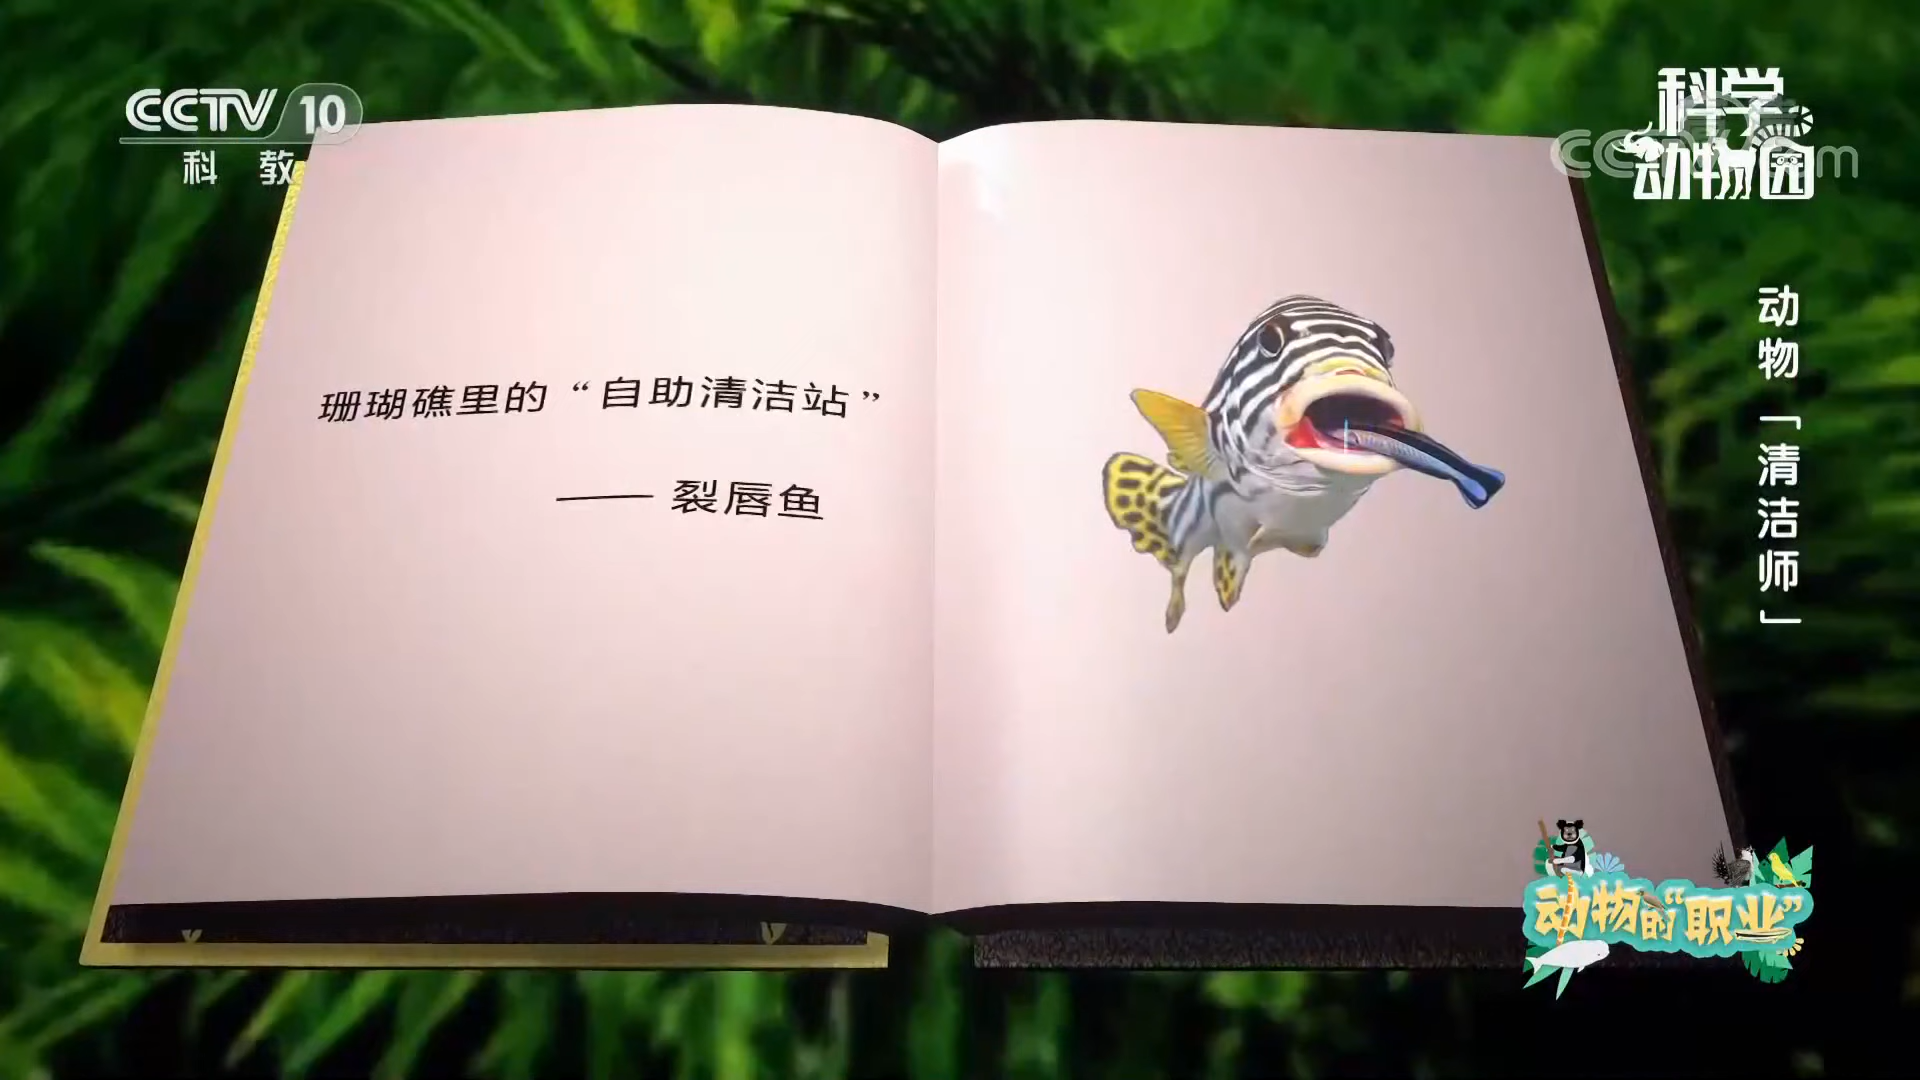 CCTV 10
科教
科学
动物园
珊瑚礁里的“自助清洁站”
—— 裂唇鱼
动物「清洁师」
动物的“职业”